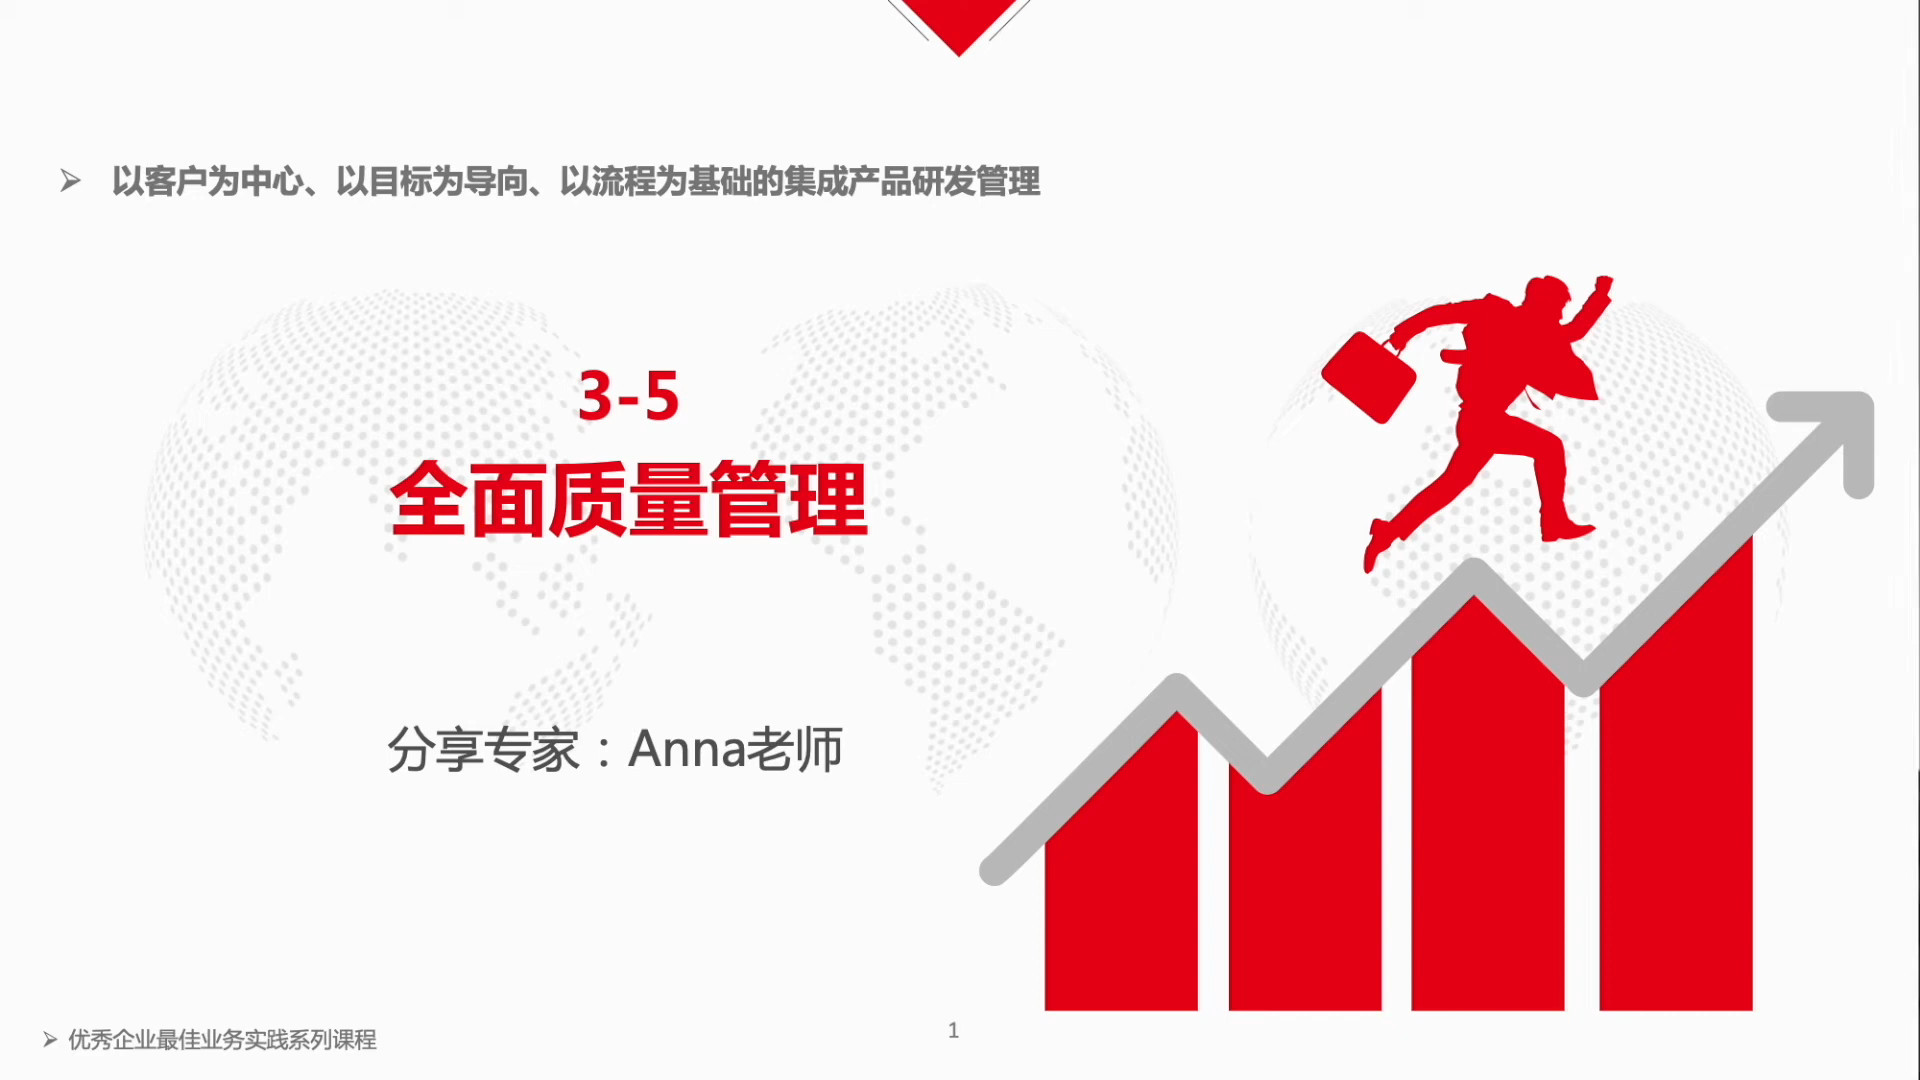 ➢ 以客户为中心、以目标为导向、以流程为基础的集成产品研发管理
3-5
全面质量管理
分享专家：Anna老师
➢ 优秀企业最佳业务实践系列课程
1